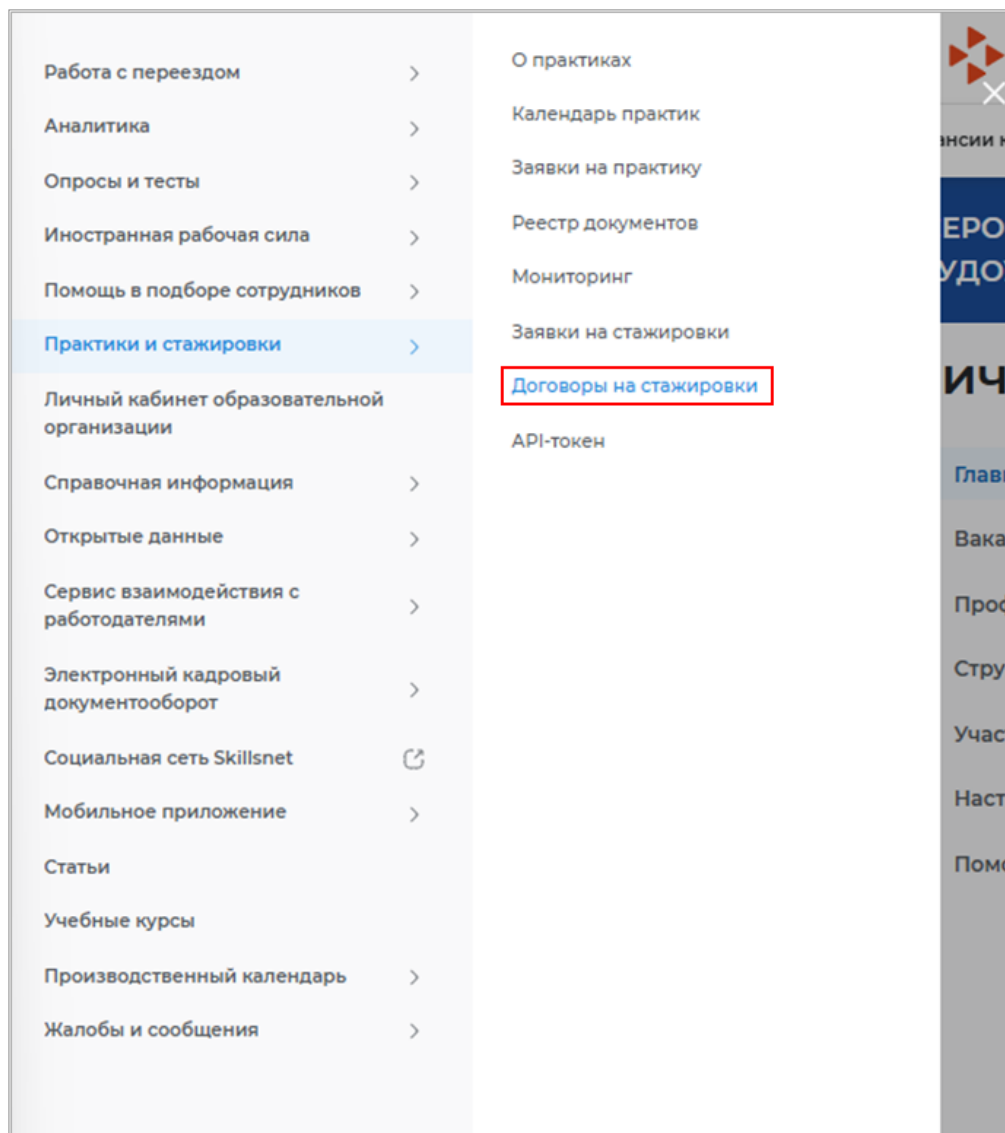 Работа с переездом
Аналитика
Опросы и тесты
Иностранная рабочая сила
Помощь в подборе сотрудников
Практики и стажировки
Личный кабинет образовательной
организации
Справочная информация
Открытые данные
Сервис взаимодействия с
работодателями
Электронный кадровый
документооборот
Социальная сеть Skillsnet
Мобильное приложение
Статьи
Учебные курсы
Производственный календарь
Жалобы и сообщения
О практиках
Календарь практик
Заявки на практику
Реестр документов
Мониторинг
Заявки на стажировки
Договоры на стажировки
API-токен